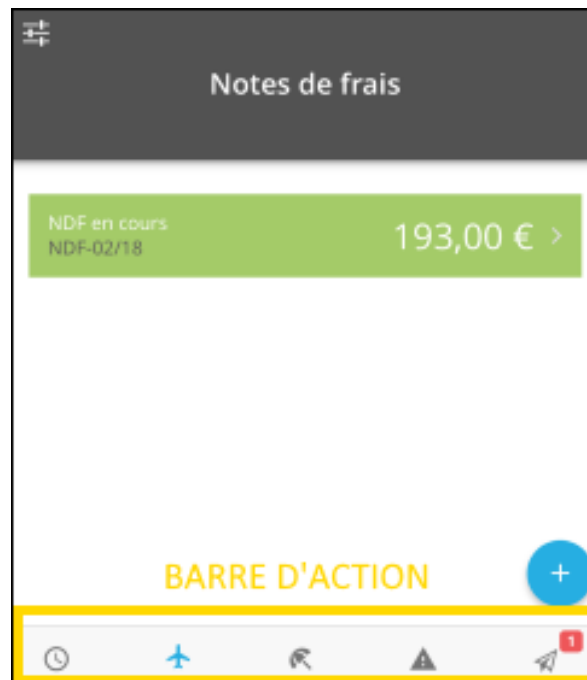 Notes de frais
NDF en cours
NDF-02/18
193,00 € >
BARRE D'ACTION
+
1